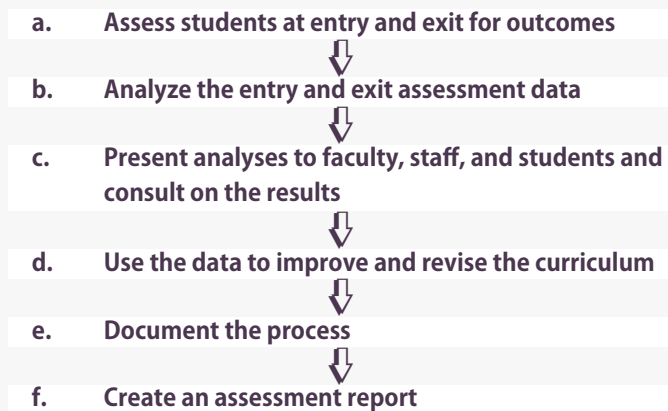 a. Assess students at entry and exit for outcomes
b. Analyze the entry and exit assessment data
c. Present analyses to faculty, staff, and students and
consult on the results
d. Use the data to improve and revise the curriculum
e. Document the process
f. Create an assessment report